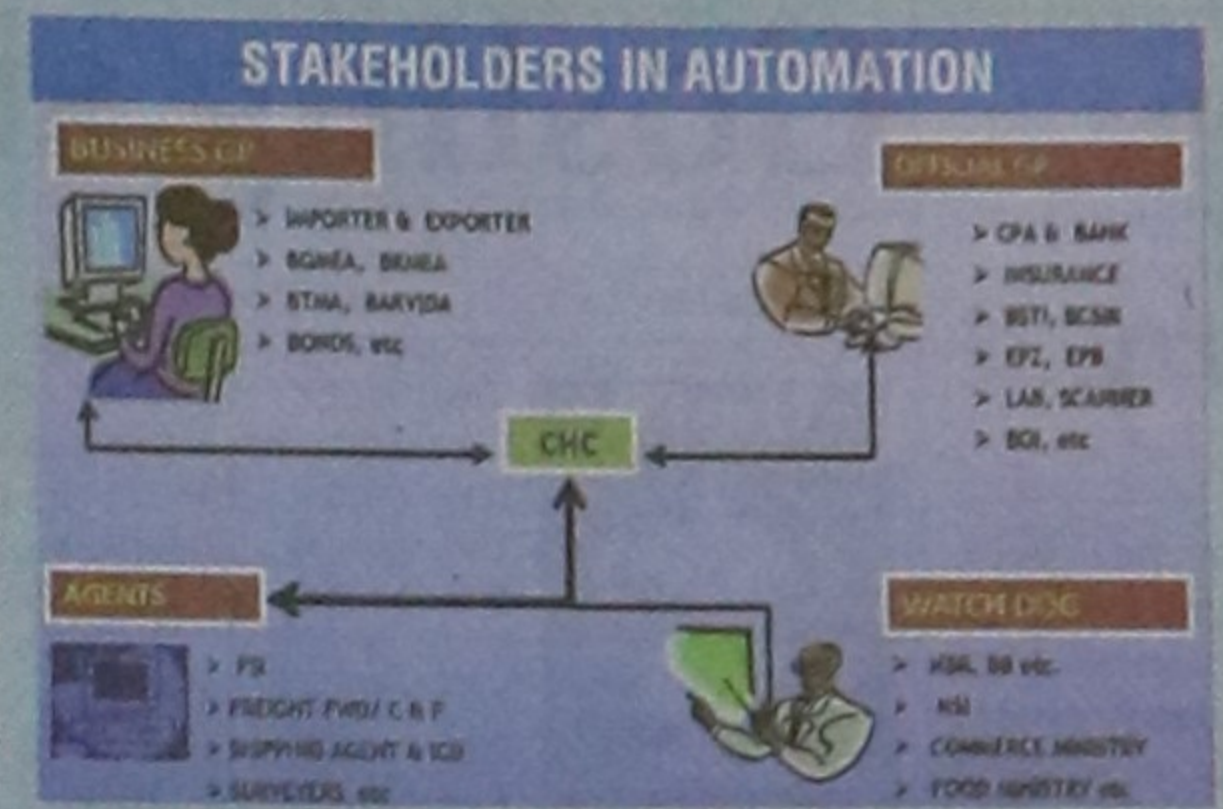 STAKEHOLDERS IN AUTOMATION
BUSINESS GP
> IMPORTER & EXPORTER
> BGMEA, BKMEA
> BTMA, BARVIDA
> BONDS, etc
OFFICIAL GP
> CPA & BANK
> INSURANCE
> BSTI, BCSIR
> EPZ, EPB
> LAB, SCANNER
> BOI, etc
CHC
AGENTS
> PSI
> FREIGHT FWD/ C & F
> SHIPPING AGENT & ICD
> SURVEYERS, etc
WATCH DOG
> NBR, BB etc.
> NSI
> COMMERCE MINISTRY
> FOOD MINISTRY etc